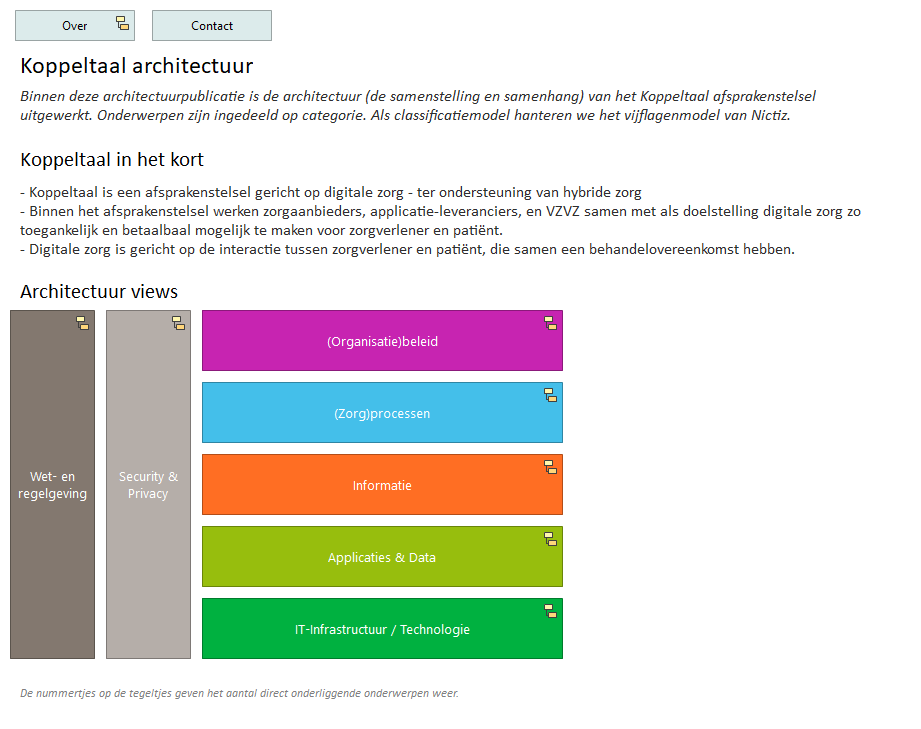 Over
Contact
Koppeltaal architectuur
Binnen deze architectuurpublicatie is de architectuur (de samenstelling en samenhang) van het Koppeltaal afsprakenstelsel
uitgewerkt. Onderwerpen zijn ingedeeld op categorie. Als classificatiemodel hanteren we het vijflagenmodel van Nictiz.
Koppeltaal in het kort
- Koppeltaal is een afsprakenstelsel gericht op digitale zorg - ter ondersteuning van hybride zorg
- Binnen het afsprakenstelsel werken zorgaanbieders, applicatie-leveranciers, en VZVZ samen met als doelstelling digitale zorg zo
toegankelijk en betaalbaar mogelijk te maken voor zorgverlener en patiënt.
- Digitale zorg is gericht op de interactie tussen zorgverlener en patiënt, die samen een behandelovereenkomst hebben.
Architectuur views
Wet- en
regelgeving
Security &
Privacy
(Organisatie)beleid
(Zorg)processen
Informatie
Applicaties & Data
IT-Infrastructuur / Technologie
De nummertjes op de tegeltjes geven het aantal direct onderliggende onderwerpen weer.